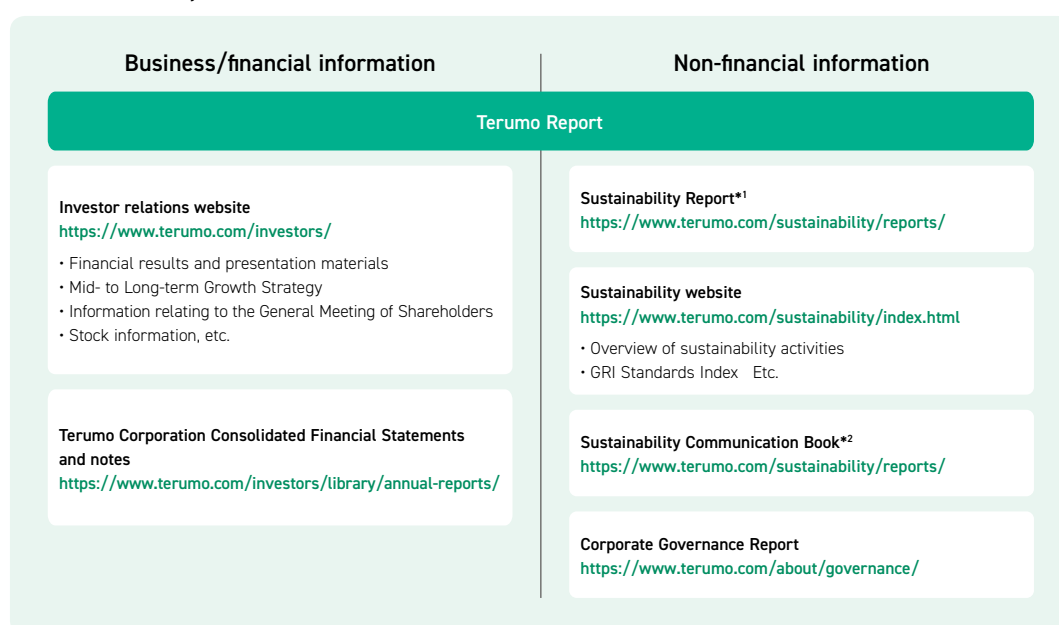 Business/financial information
Non-financial information
Terumo Report
Investor relations website
https://www.terumo.com/investors/
・Financial results and presentation materials
・Mid- to Long-term Growth Strategy
・Information relating to the General Meeting of Shareholders
・Stock information, etc.
Terumo Corporation Consolidated Financial Statements
and notes
https://www.terumo.com/investors/library/annual-reports/
Sustainability Report*1
https://www.terumo.com/sustainability/reports/
Sustainability website
https://www.terumo.com/sustainability/index.html
・Overview of sustainability activities
・GRI Standards Index Etc.
Sustainability Communication Book*2
https://www.terumo.com/sustainability/reports/
Corporate Governance Report
https://www.terumo.com/about/governance/